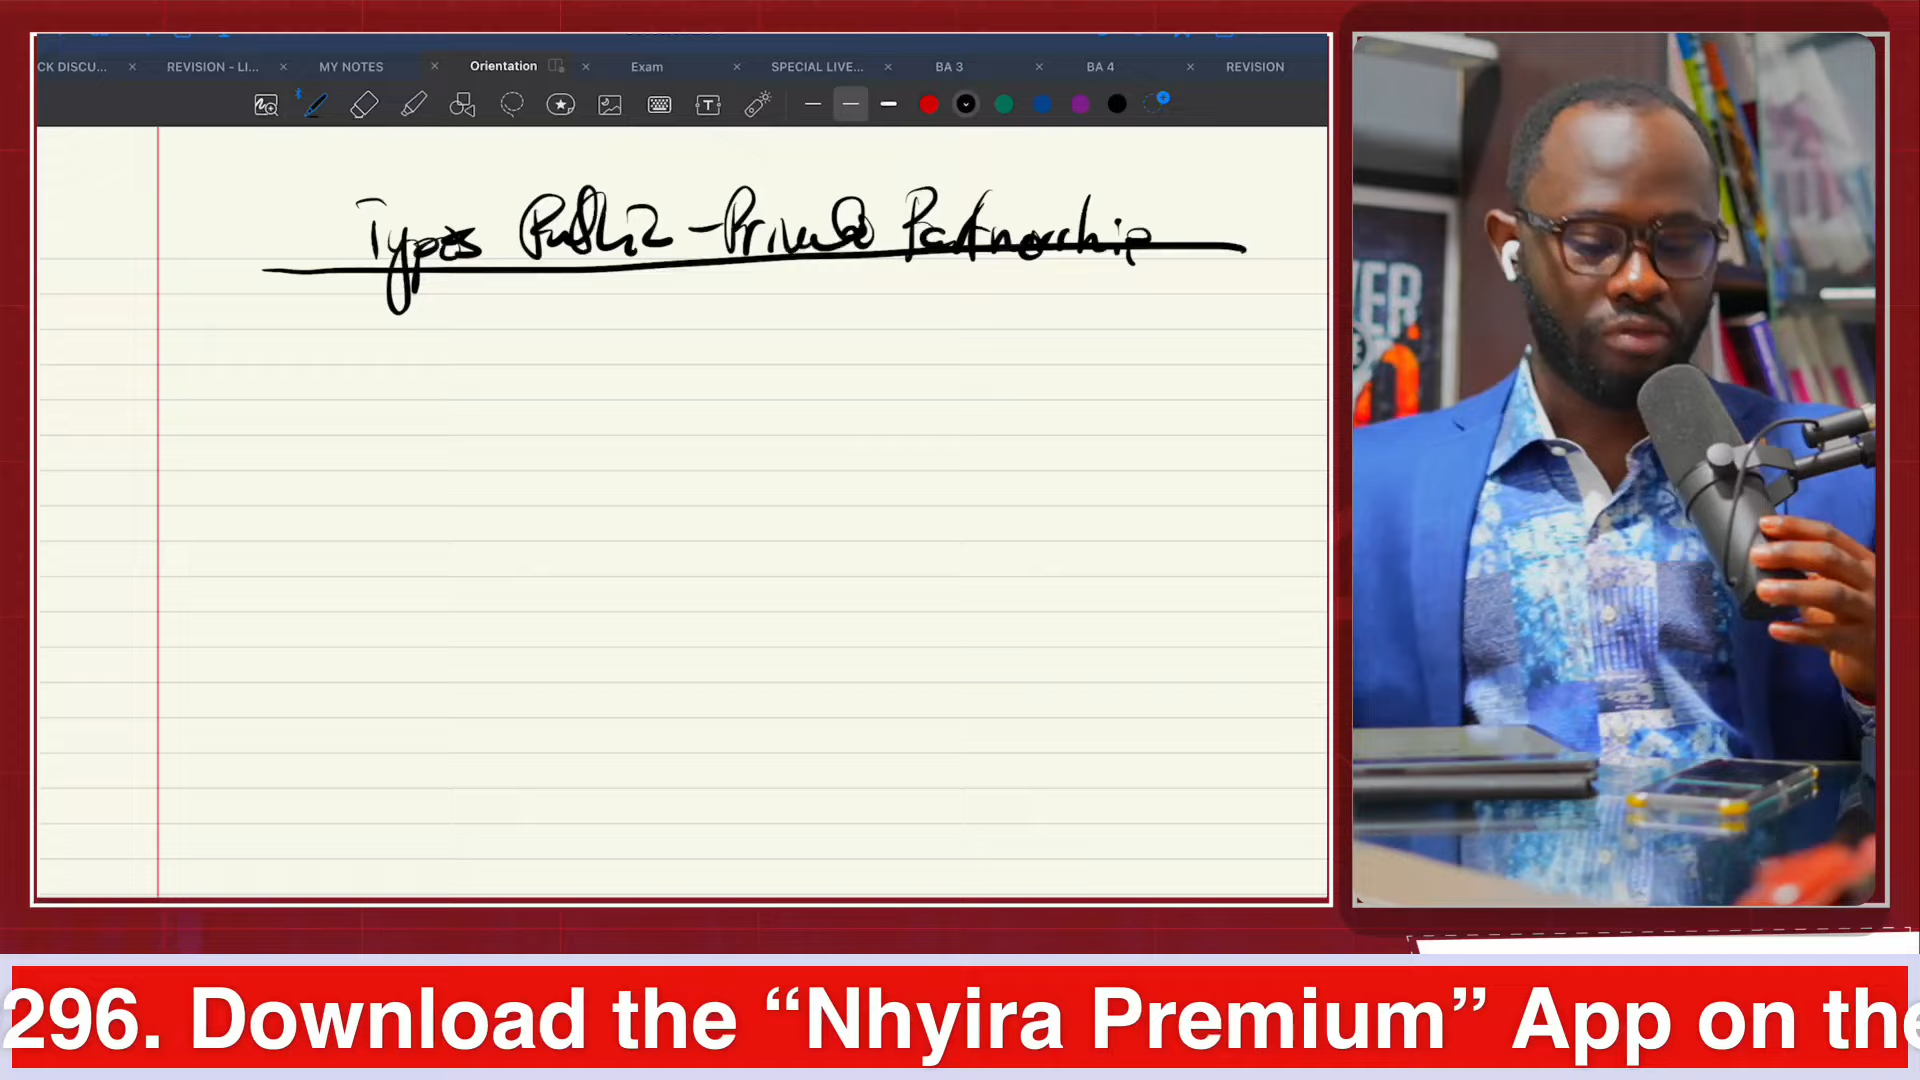 CK DISCU... REVISION - LI... MY NOTES Orientation Exam SPECIAL LIVE... BA 3 BA 4 REVISION
T
Types Public-Private Partnership
VER
296. Download the “Nhyira Premium” App on the